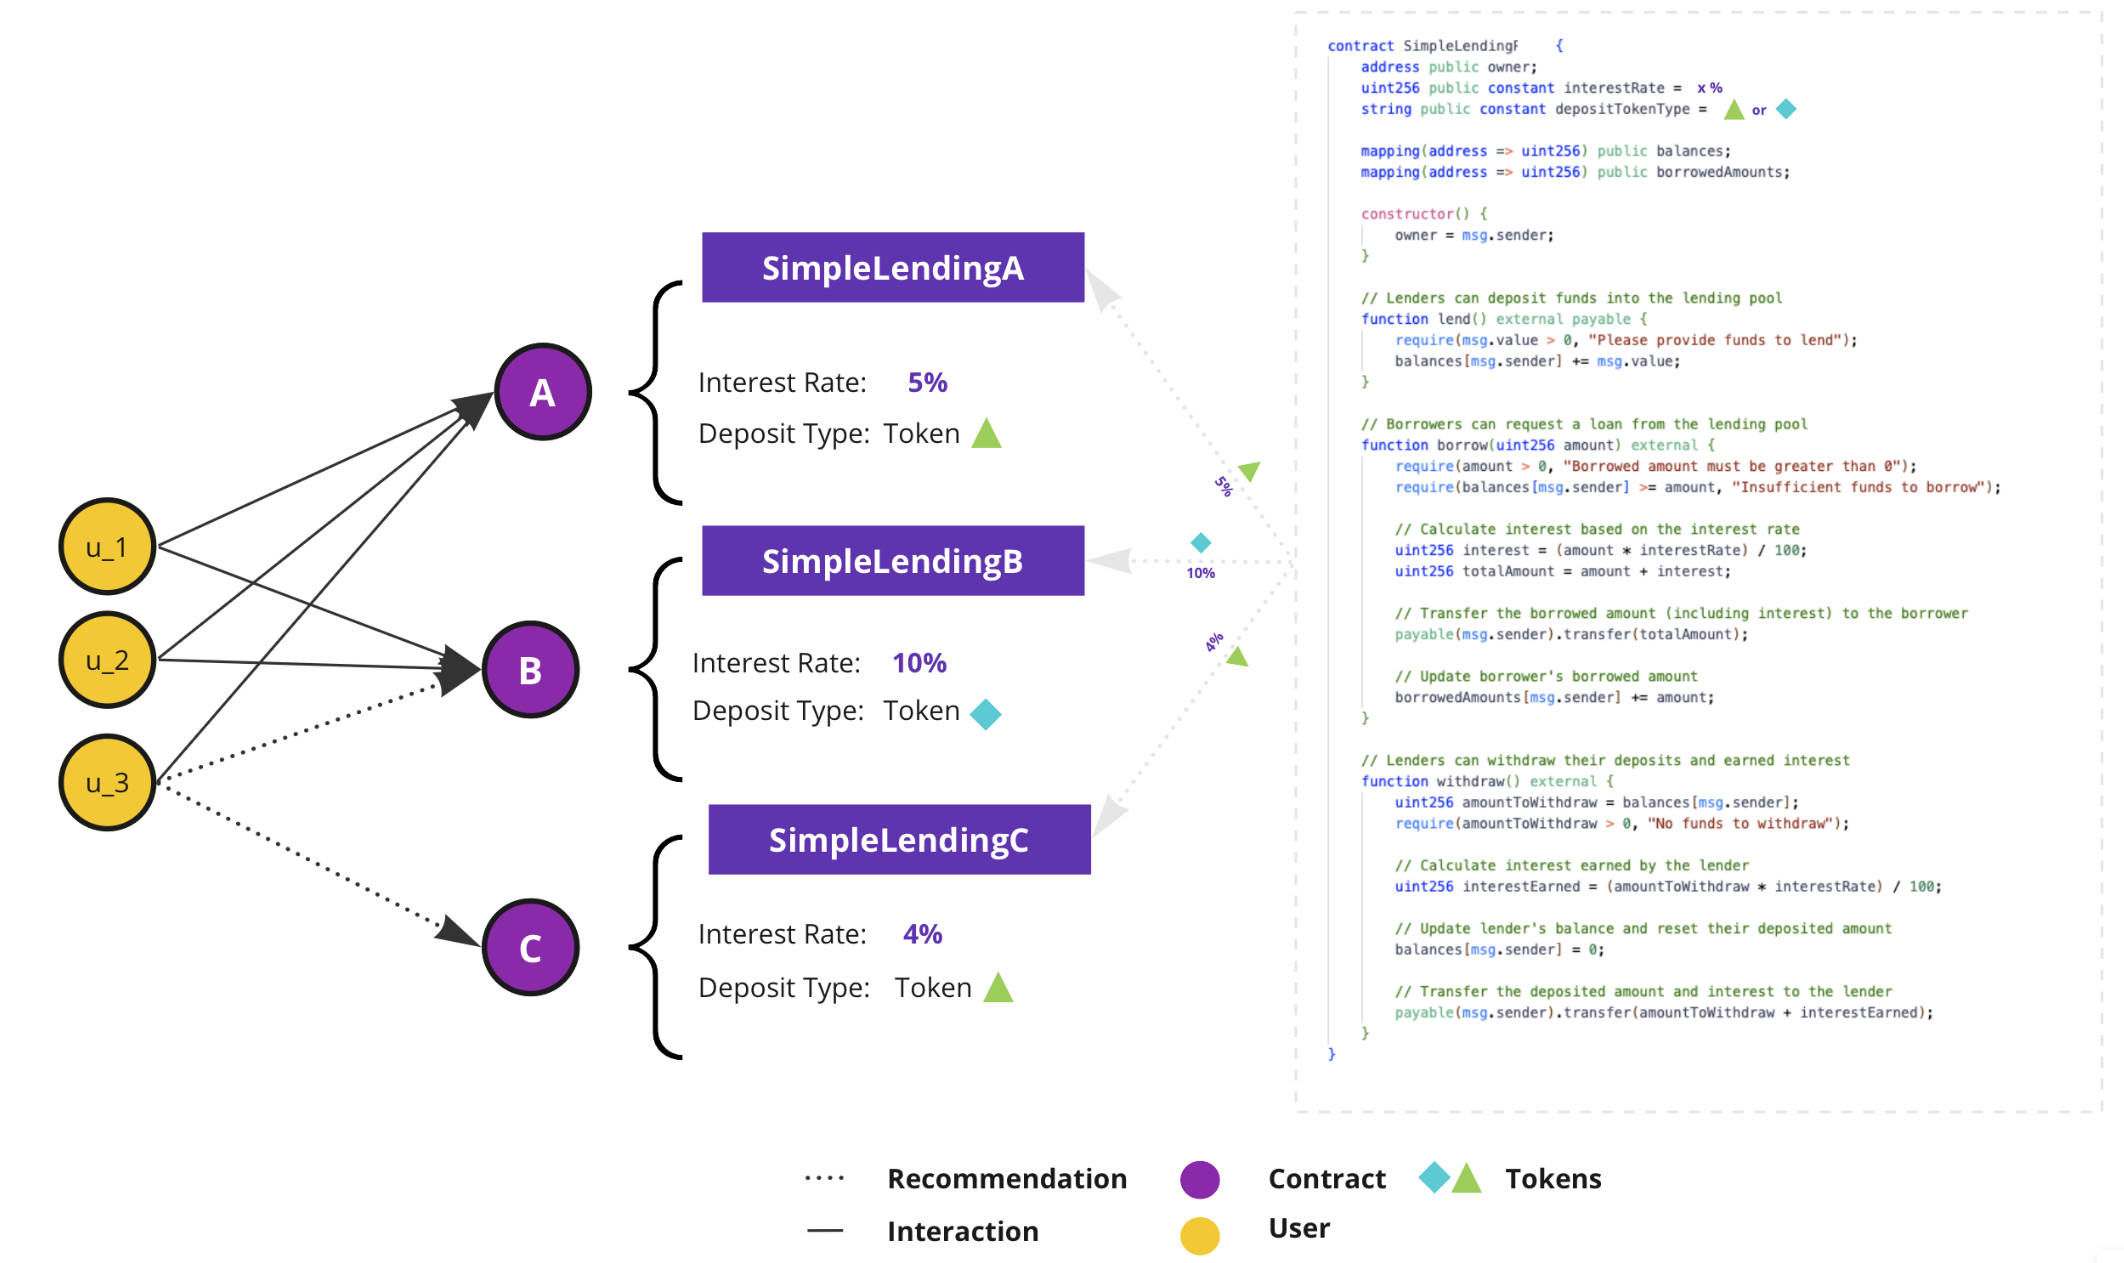 u_1
u_2
u_3
A
B
C
SimpleLendingA
Interest Rate: 5%
Deposit Type: Token
SimpleLendingB
Interest Rate: 10%
Deposit Type: Token
SimpleLendingC
Interest Rate: 4%
Deposit Type: Token
5%
10%
4%
contract SimpleLending {
address public owner;
uint256 public constant interestRate = x %
string public constant depositTokenType = or
mapping(address => uint256) public balances;
mapping(address => uint256) public borrowedAmounts;
constructor() {
owner = msg.sender;
}
// Lenders can deposit funds into the lending pool
function lend() external payable {
require(msg.value > 0, "Please provide funds to lend");
balances[msg.sender] += msg.value;
}
// Borrowers can request a loan from the lending pool
function borrow(uint256 amount) external {
require(amount > 0, "Borrowed amount must be greater than 0");
require(balances[msg.sender] >= amount, "Insufficient funds to borrow");
// Calculate interest based on the interest rate
uint256 interest = (amount * interestRate) / 100;
uint256 totalAmount = amount + interest;
// Transfer the borrowed amount (including interest) to the borrower
payable(msg.sender).transfer(totalAmount);
// Update borrower's borrowed amount
borrowedAmounts[msg.sender] += amount;
}
// Lenders can withdraw their deposits and earned interest
function withdraw() external {
uint256 amountToWithdraw = balances[msg.sender];
require(amountToWithdraw > 0, "No funds to withdraw");
// Calculate interest earned by the lender
uint256 interestEarned = (amountToWithdraw * interestRate) / 100;
// Update lender's balance and reset their deposited amount
balances[msg.sender] = 0;
// Transfer the deposited amount and interest to the lender
payable(msg.sender).transfer(amountToWithdraw + interestEarned);
}
}
Recommendation
Contract
Tokens
Interaction
User